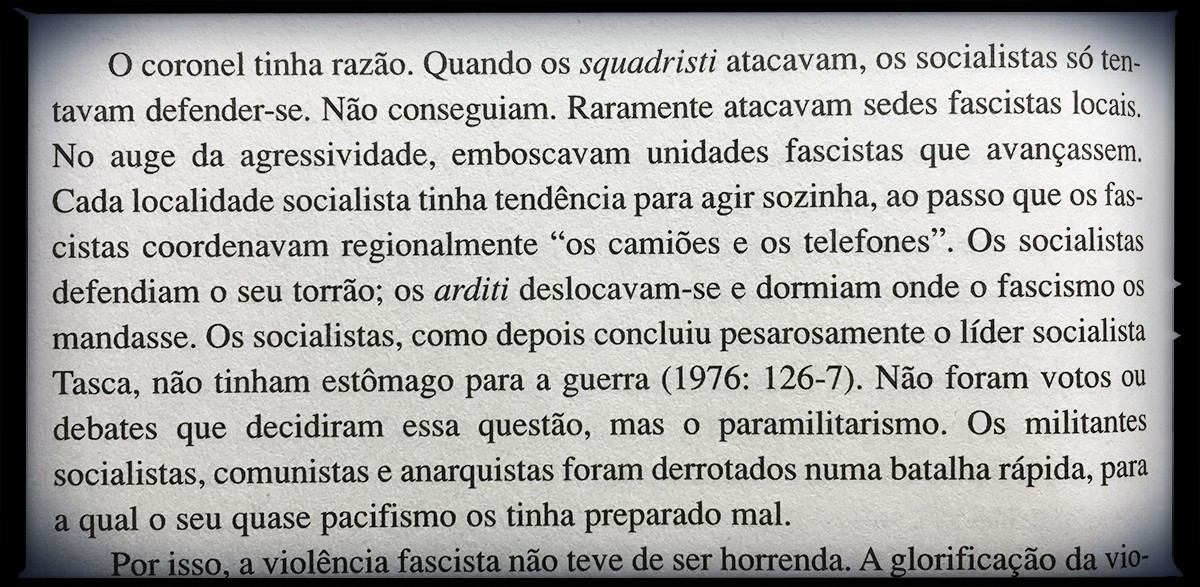 O coronel tinha razão. Quando os squadristi atacavam, os socialistas só ten-
tavam defender-se. Não conseguiam. Raramente atacavam sedes fascistas locais.
No auge da agressividade, emboscavam unidades fascistas que avançassem.
Cada localidade socialista tinha tendência para agir sozinha, ao passo que os fas-
cistas coordenavam regionalmente “os camiões e os telefones”. Os socialistas
defendiam o seu torrão; os arditi deslocavam-se e dormiam onde o fascismo os
mandasse. Os socialistas, como depois concluiu pesarosamente o líder socialista
Tasca, não tinham estômago para a guerra (1976: 126-7). Não foram votos ou
debates que decidiram essa questão, mas o paramilitarismo. Os militantes
socialistas, comunistas e anarquistas foram derrotados numa batalha rápida, para
a qual o seu quase pacifismo os tinha preparado mal.
Por isso, a violência fascista não teve de ser horrenda. A glorificação da vio-